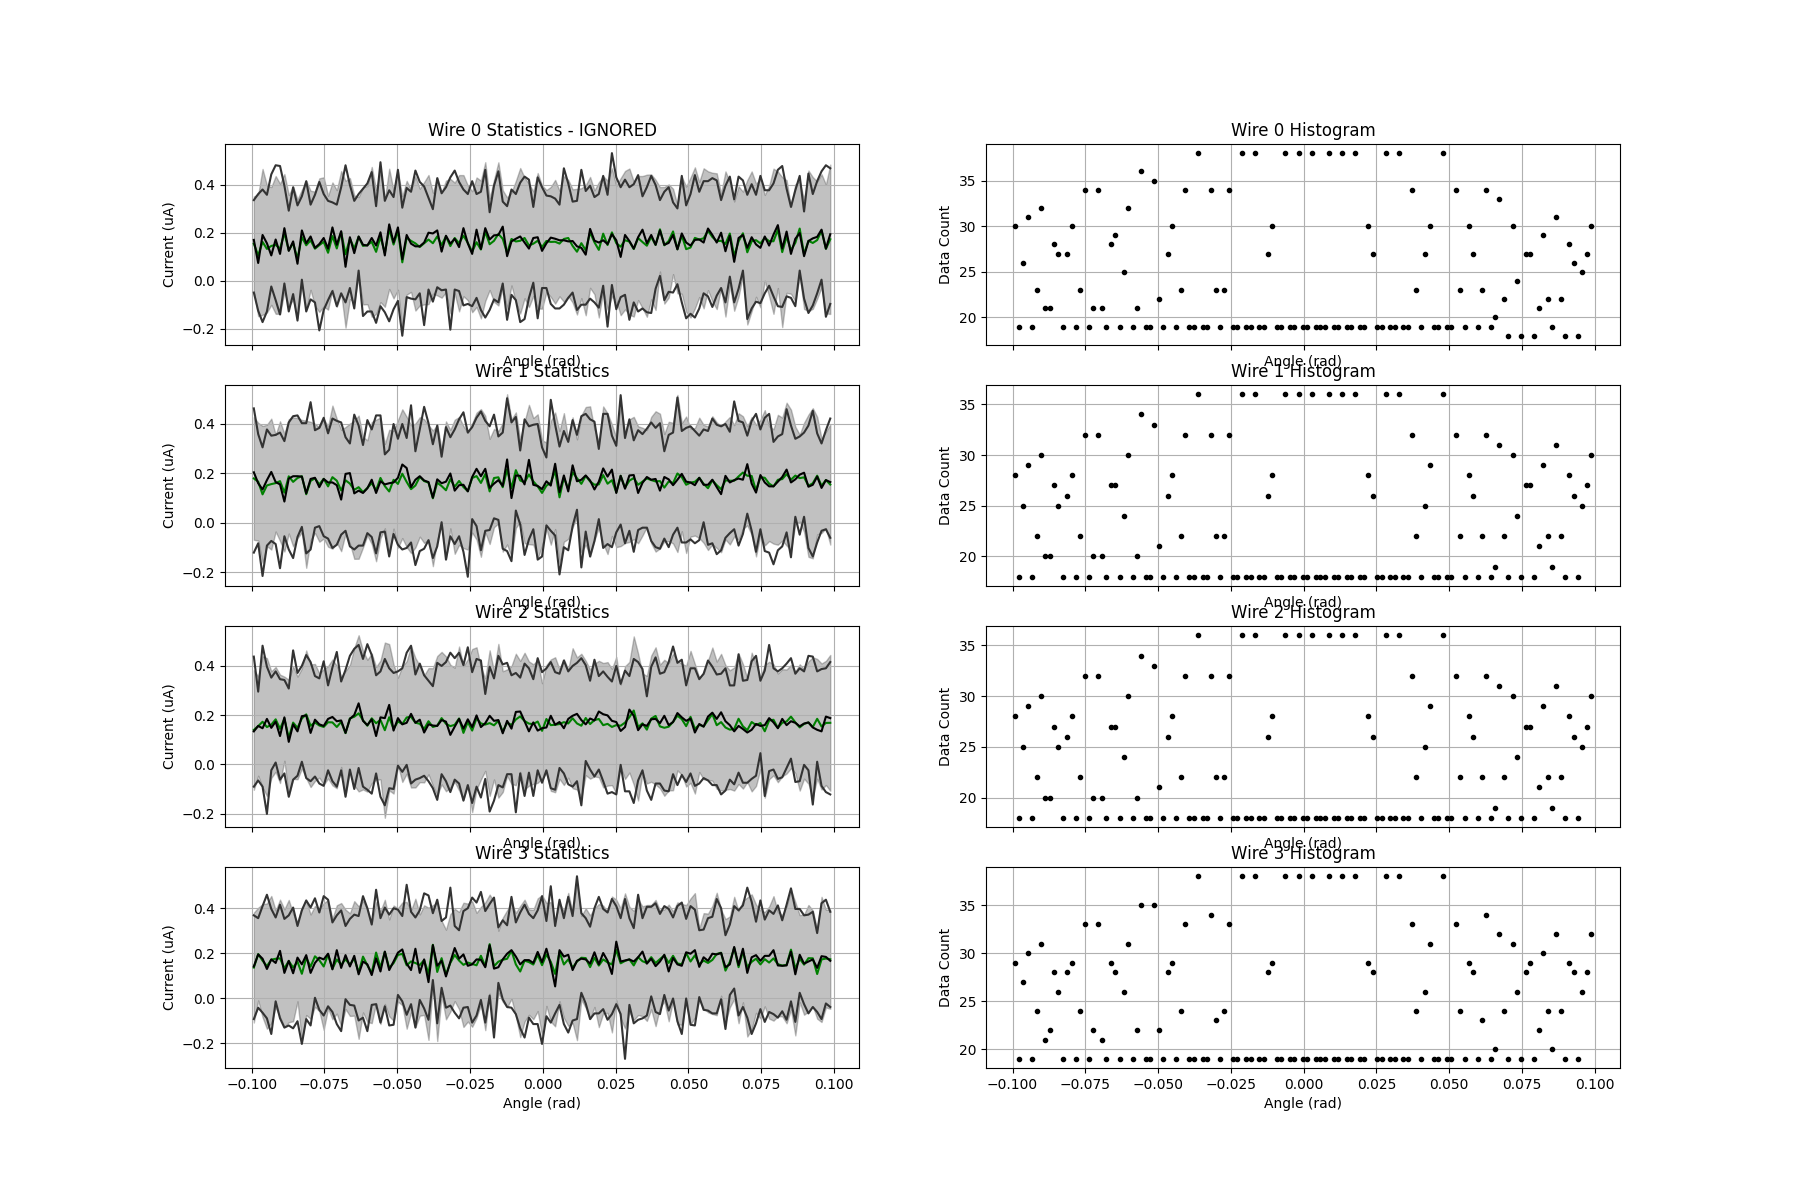 Wire 0 Statistics - IGNORED
Current (uA)
0.4
0.2
0.0
−0.2
Angle (rad)
Wire 0 Histogram
Data Count
35
30
25
20
Angle (rad)
Wire 1 Statistics
Current (uA)
0.4
0.2
0.0
−0.2
Angle (rad)
Wire 1 Histogram
Data Count
35
30
25
20
Angle (rad)
Wire 2 Statistics
Current (uA)
0.4
0.2
0.0
−0.2
Angle (rad)
Wire 2 Histogram
Data Count
35
30
25
20
Angle (rad)
Wire 3 Statistics
Current (uA)
0.4
0.2
0.0
−0.2
−0.100 −0.075 −0.050 −0.025 0.000 0.025 0.050 0.075 0.100
Angle (rad)
Wire 3 Histogram
Data Count
35
30
25
20
−0.100 −0.075 −0.050 −0.025 0.000 0.025 0.050 0.075 0.100
Angle (rad)